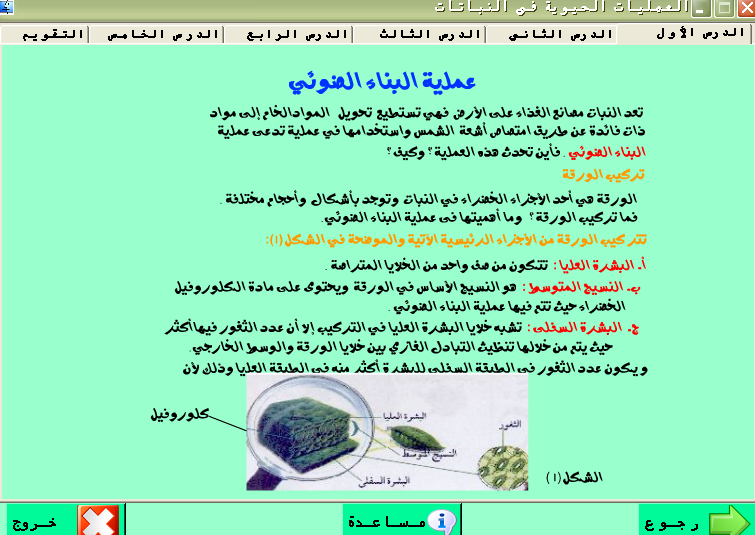 العمليات الحيوية في النباتات
الدرس الأول
الدرس الثاني
الدرس الثالث
الدرس الرابع
الدرس الخامس
التقويم
عملية البناء الضوئي
تعد النبات مصانع الغذاء على الأرض فهي تستطيع تحويل المواد الخام إلى مواد
ذات فائدة عن طريق امتصاص أشعة الشمس واستخدامها في عملية تدعى عملية
البناء الضوئي . فأين تحدث هذه العملية؟ وكيف؟
تركيب الورقة
الورقة هي أحد الأجزاء الخضراء في النبات وتوجد بأشكال وأحجام مختلفة .
فما تركيب الورقة؟ وما أهميتها في عملية البناء الضوئي.
تتركيب الورقة من الأجزاء الرئيسية الآتية والموضحة في الشكل(١):
أ. البشرة العليا: تتكون من صف واحد من الخلايا المتراصة .
ب. النسيج المتوسط: هو النسيج الأساس في الورقة ويحتوى على مادة الكلوروفيل
الخضراء حيث تتم فيها عملية البناء الضوئي .
ج. البشرة السفلى: تشبه خلايا البشرة العليا في التركيب إلا أن عدد الثغور فيها أكثر
حيث يتم من خلالها تنظيث التبادل الغازي بين خلايا الورقة والوسط الخارجي.
ويكون عدد الثغور في الطبقة السفلي للبشرة أكثر منه في الطبقة العليا وذلك لأن
كلوروفيل
البشرة العليا
النسيج المتوسط
البشرة السفلى
الثغور
الشكل(١)
رجوع
مساعدة
خروج